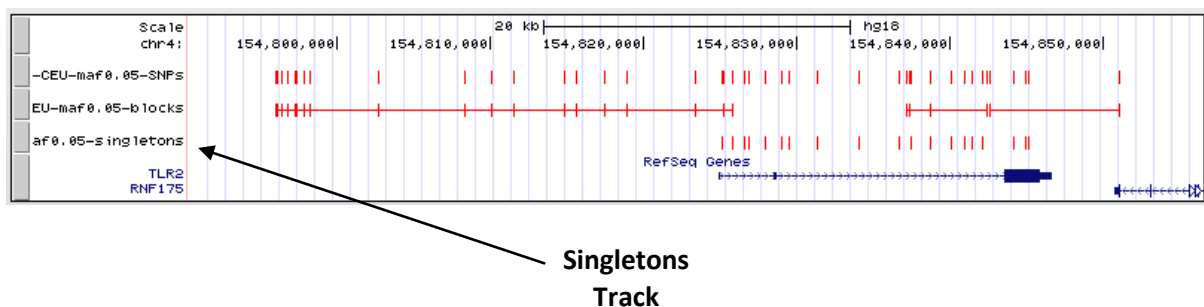 Scale 20 kb hg18
chr4: 154,800,000| 154,810,000| 154,820,000| 154,830,000| 154,840,000| 154,850,000|
-CEU-maf0.05-SNPs
EU-maf0.05-blocks
af0.05-singletons
RefSeq Genes
TLR2
RNF175
Singletons
Track